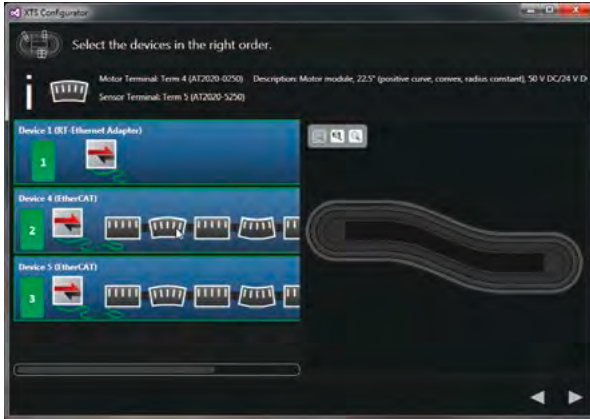 XTS Configurator
Select the devices in the right order.
Motor Terminal: Term 4 (AT2020-0250) Description: Motor module, 22.5° (positive curve, convex, radius constant), 50 V DC/24 V D
Sensor Terminal: Term 5 (AT2020-5250)
Device 1 (RT-Ethernet Adapter)
1
Device 4 (EtherCAT)
2
Device 5 (EtherCAT)
3